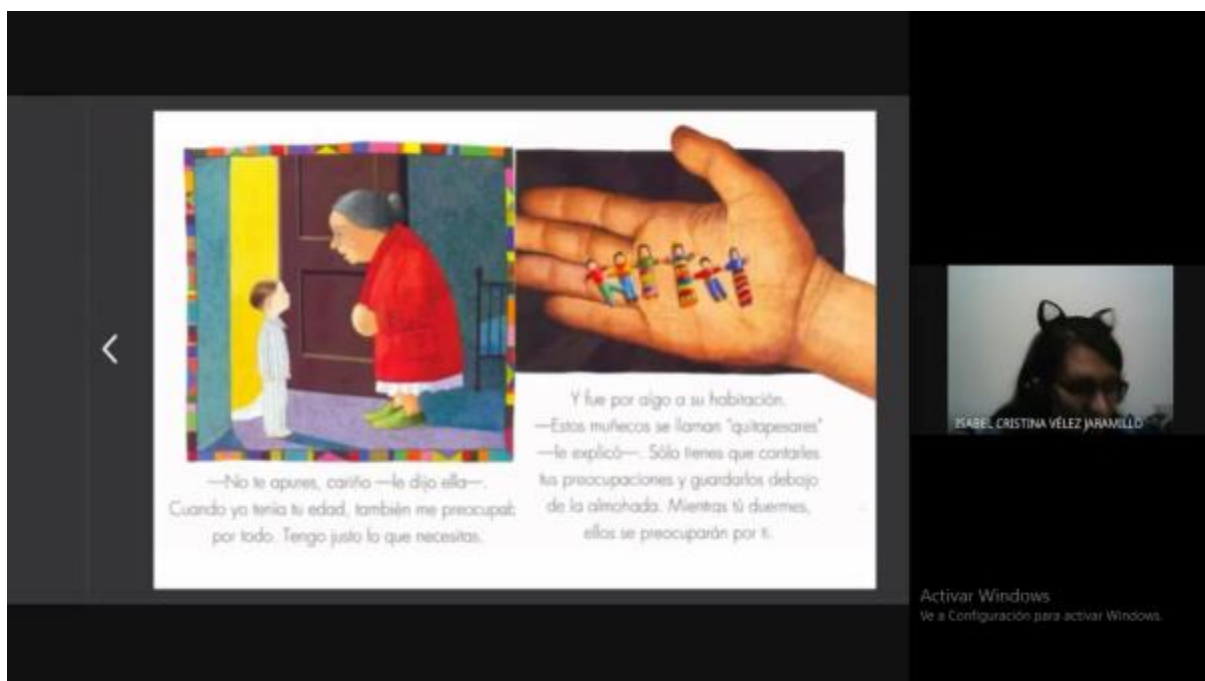 —No te apures, cariño —le dijo ella—.
Cuando yo tenía tu edad, también me preocupab
por todo. Tengo justo lo que necesitas.
Y fue por algo a su habitación.
—Estos muñecos se llaman "quitapesares"
—le explicó—. Sólo tienes que contarles
tus preocupaciones y guardarlos debajo
de la almohada. Mientras tú duermes,
ellos se preocuparán por ti.
ISABEL CRISTINA VÉLEZ JARAMILLO
Activar Windows
Ve a Configuración para activar Windows.